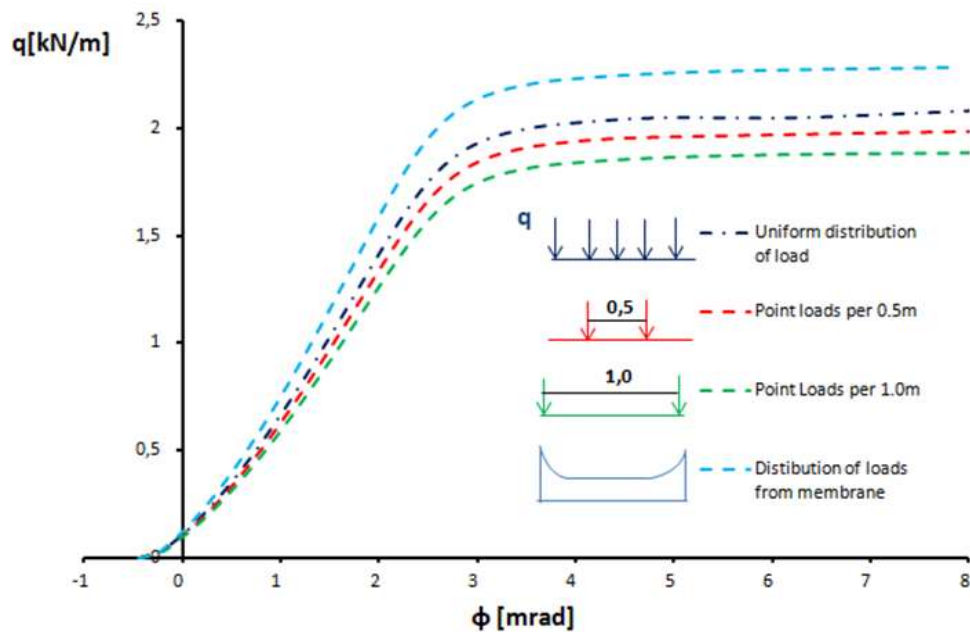 q[kN/m]
2,5
2
1,5
1
0,5
0
-1 0 1 2 3 4 5 6 7 8
ϕ [mrad]
q
Uniform distribution
of load
0,5
Point loads per 0.5m
1,0
Point Loads per 1.0m
Distibution of loads
from membrane